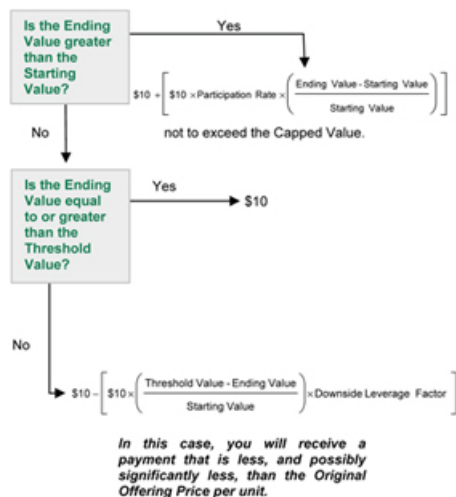 Is the Ending
Value greater
than the
Starting
Value?
Yes
$10 + [ $10 × Participation Rate × ( Ending Value - Starting Value / Starting Value ) ]
not to exceed the Capped Value.
No
Is the Ending
Value equal
to or greater
than the
Threshold
Value?
Yes
$10
No
$10 – [ $10 × ( Threshold Value - Ending Value / Starting Value ) × Downside Leverage Factor ]
In this case, you will receive a
payment that is less, and possibly
significantly less, than the Original
Offering Price per unit.